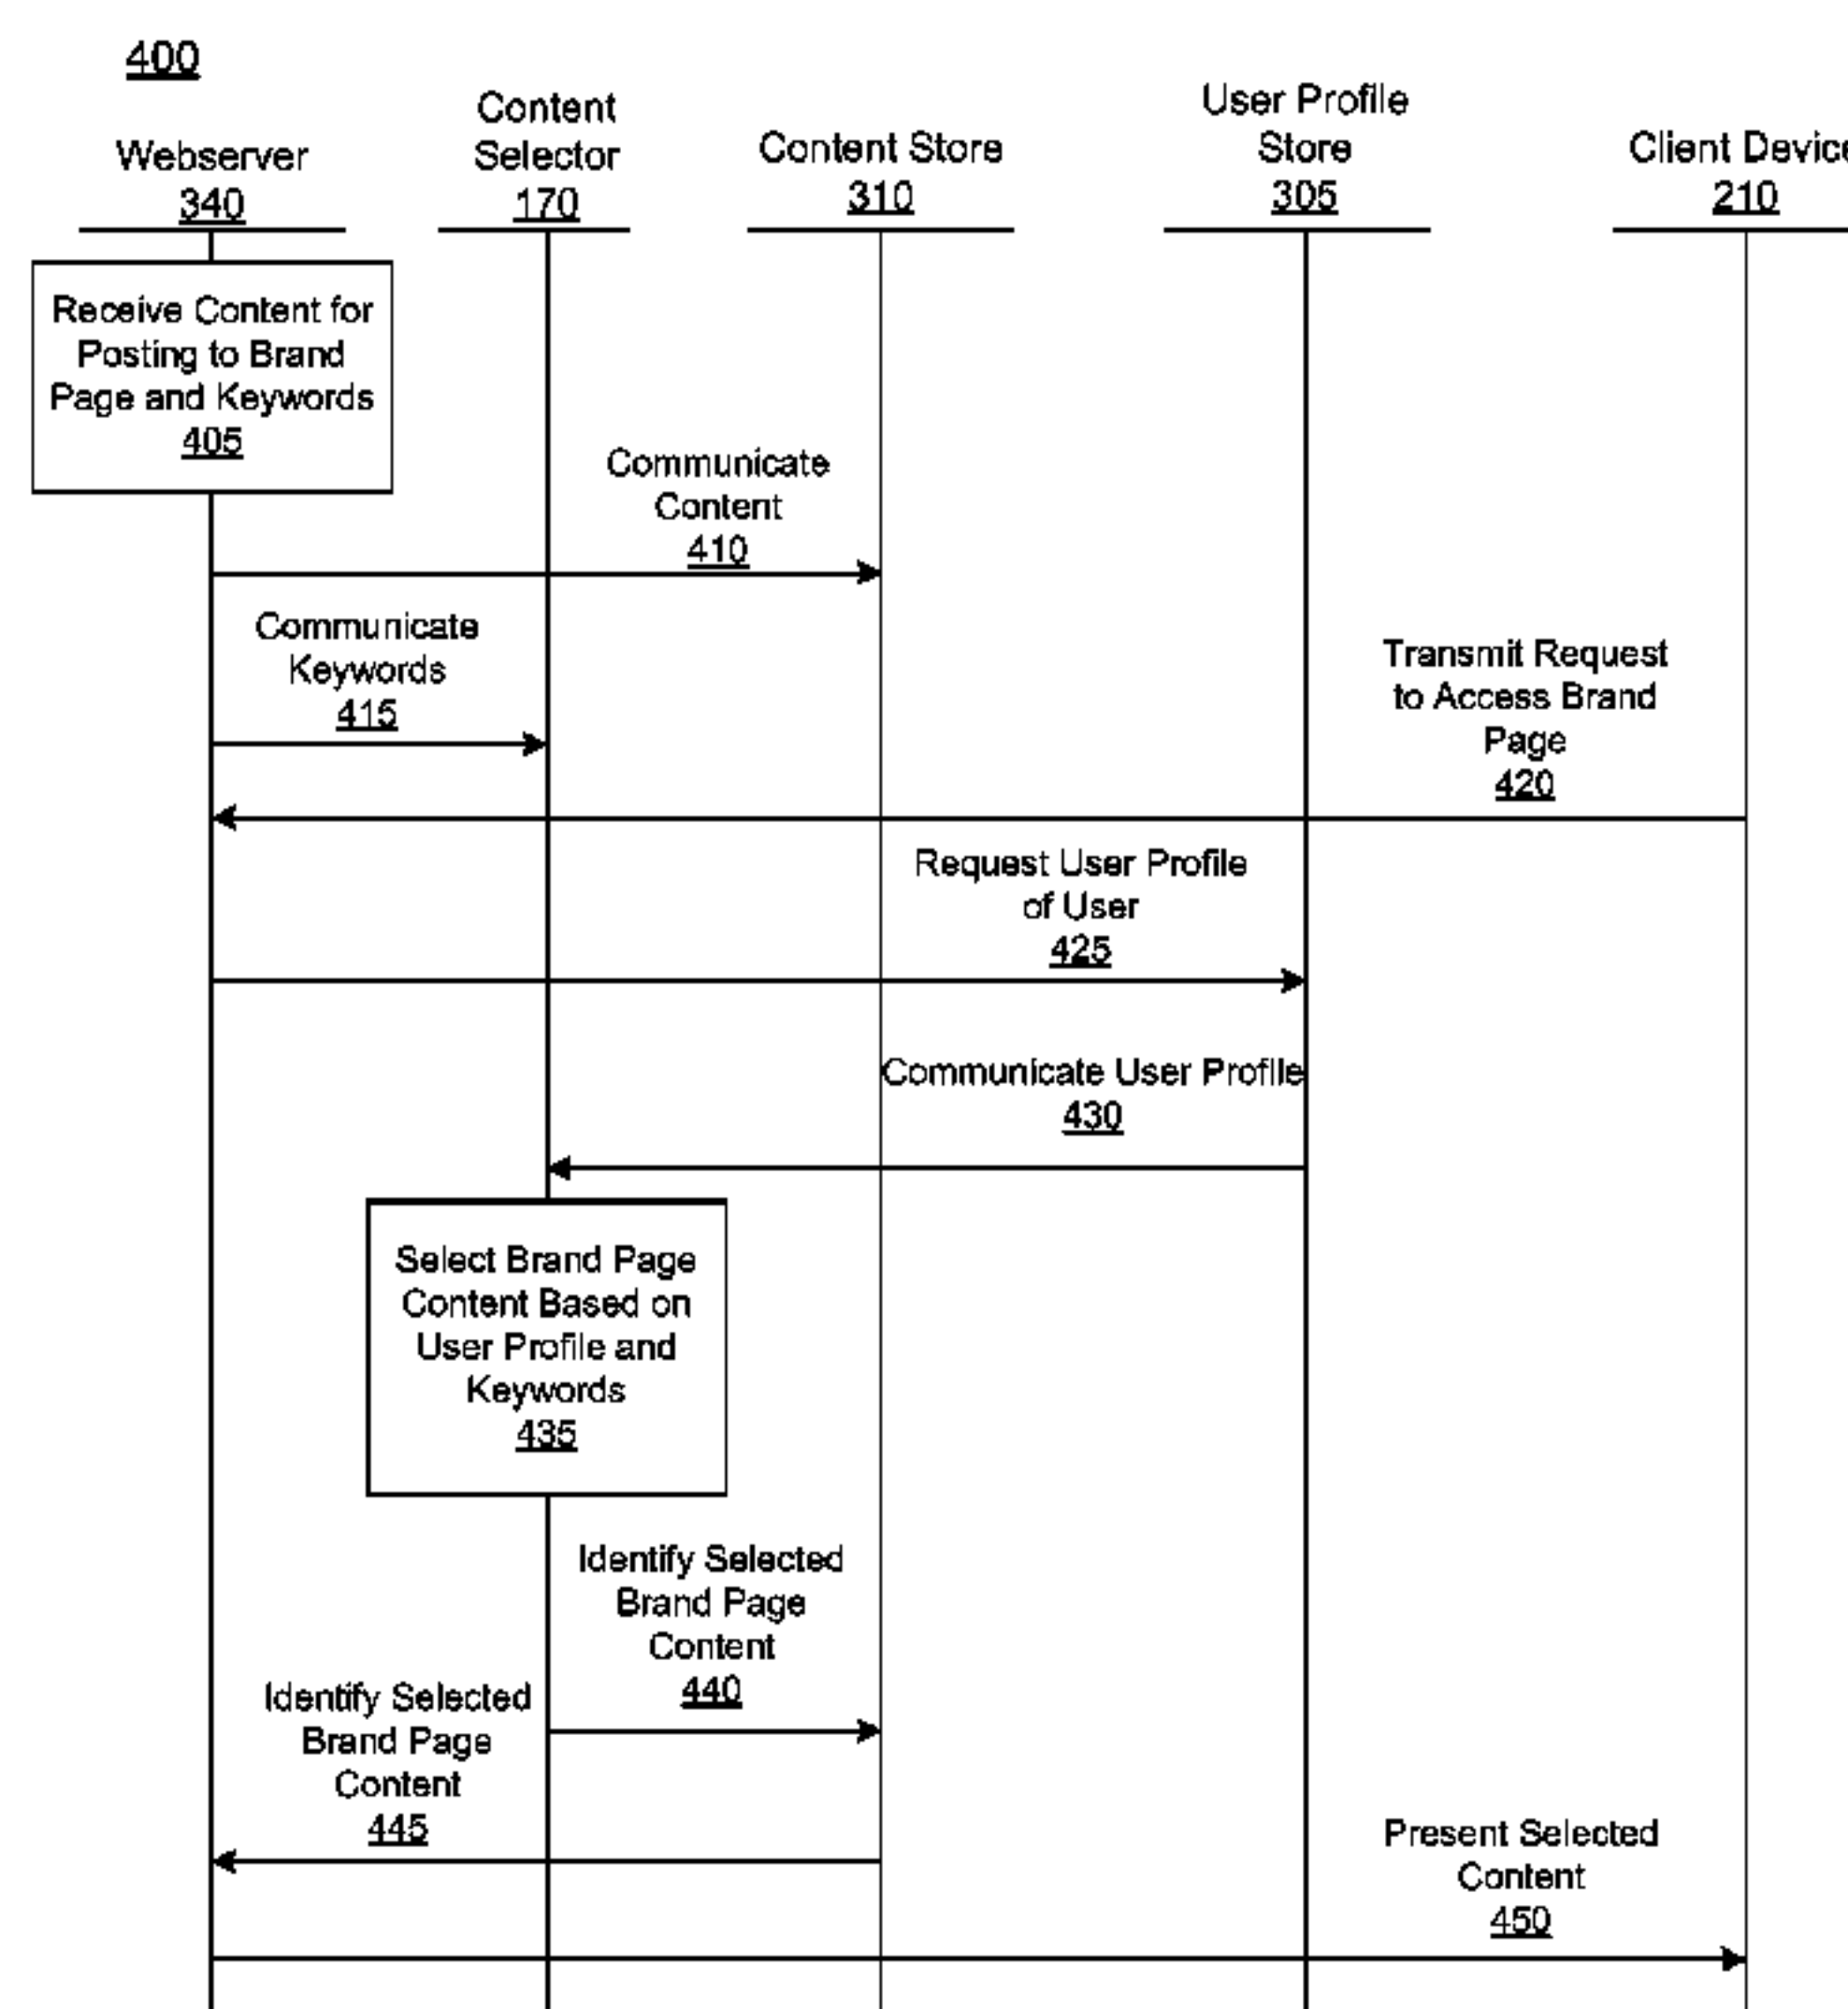 400
Webserver
340
Content
Selector
170
Content Store
310
User Profile
Store
305
Client Device
210
Receive Content for
Posting to Brand
Page and Keywords
405
Communicate
Content
410
Communicate
Keywords
415
Transmit Request
to Access Brand
Page
420
Request User Profile
of User
425
Communicate User Profile
430
Select Brand Page
Content Based on
User Profile and
Keywords
435
Identify Selected
Brand Page
Content
440
Identify Selected
Brand Page
Content
445
Present Selected
Content
450